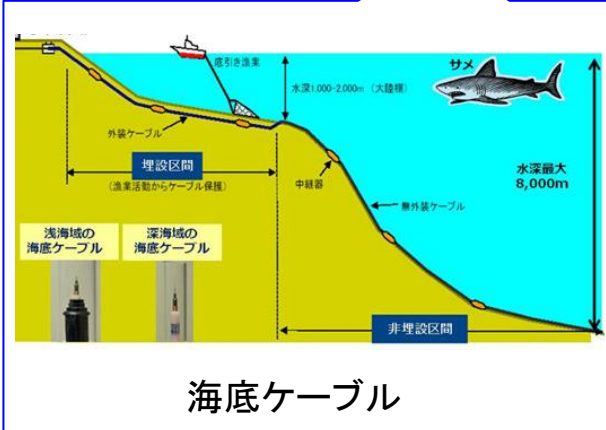 底引き漁業
サメ
水深1,000-2,000m (大陸棚)
外装ケーブル
埋設区間
(漁業活動からケーブル保護)
中継器
無外装ケーブル
水深最大
8,000m
浅海域の
海底ケーブル
深海域の
海底ケーブル
非埋設区間
海底ケーブル